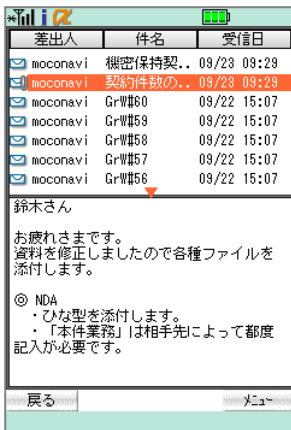 差出人 件名 受信日
moconavi 機密保持契.. 09/23 09:29
moconavi 契約件数の.. 09/23 09:29
moconavi GrW#60 09/22 15:07
moconavi GrW#59 09/22 15:07
moconavi GrW#58 09/22 15:07
moconavi GrW#57 09/22 15:07
moconavi GrW#56 09/22 15:07
鈴木さん
お疲れさまです。
資料を修正しましたので各種ファイルを
添付します。
◎ NDA
・ひな型を添付します。
・「本件業務」は相手先によって都度
記入が必要です。
戻る ﾒﾆｭｰ